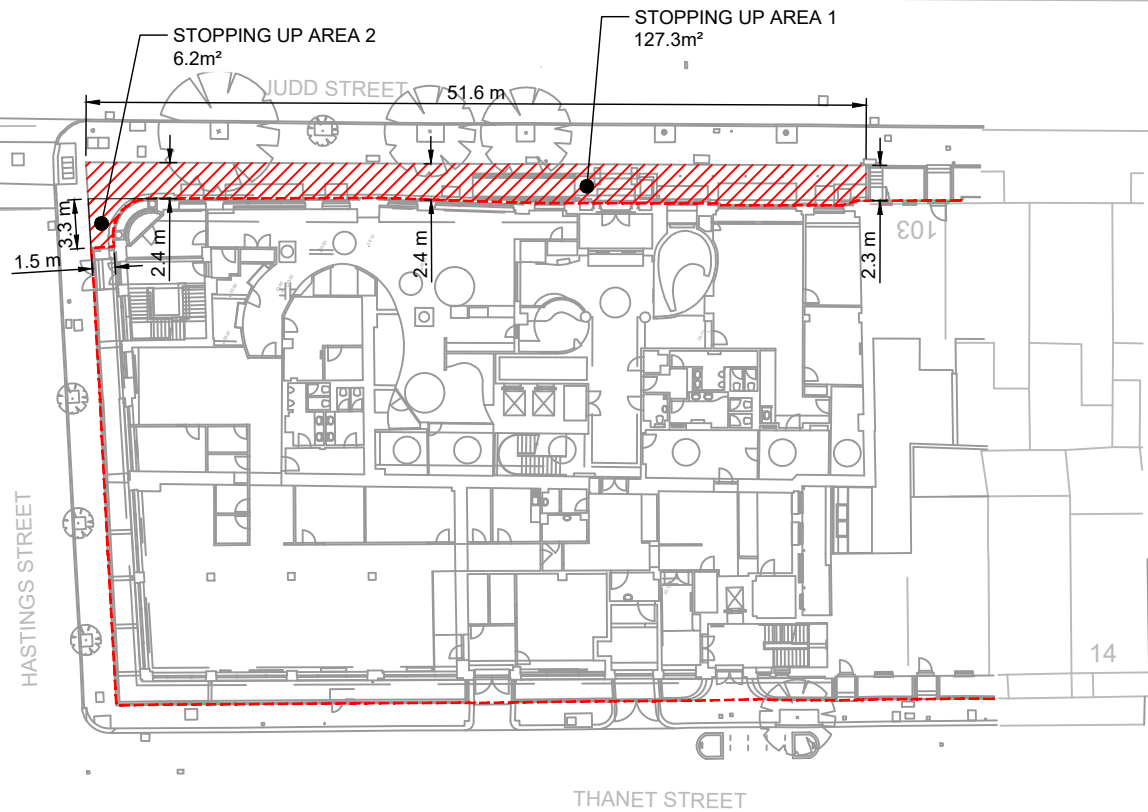 STOPPING UP AREA 1
127.3m²
STOPPING UP AREA 2
6.2m²
JUDD STREET
51.6 m
3.3 m
1.5 m
2.4 m
2.4 m
2.3 m
103
HASTINGS STREET
14
THANET STREET